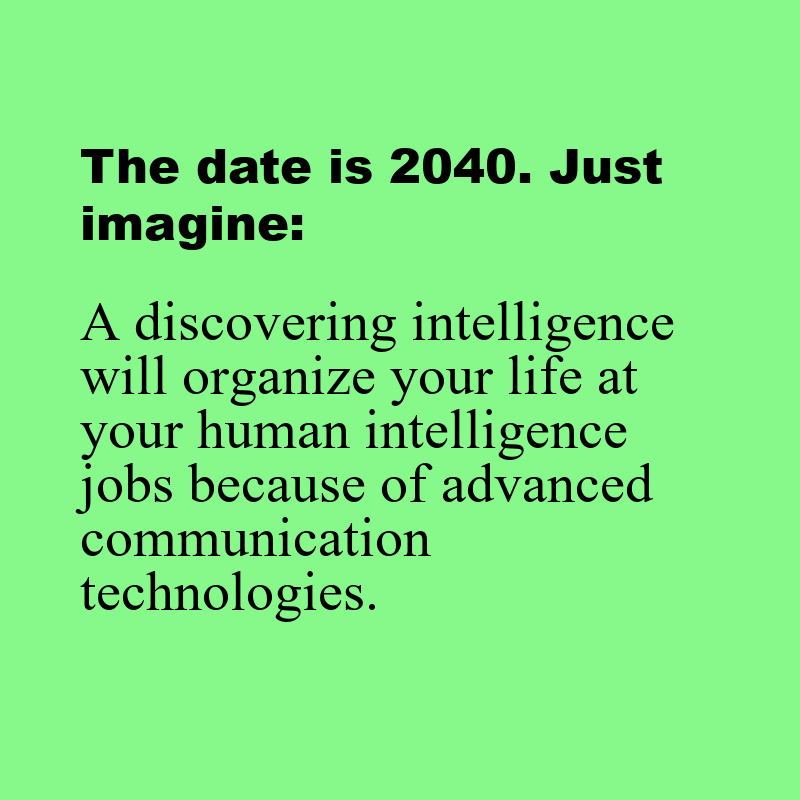 The date is 2040. Just
imagine:
A discovering intelligence
will organize your life at
your human intelligence
jobs because of advanced
communication
technologies.